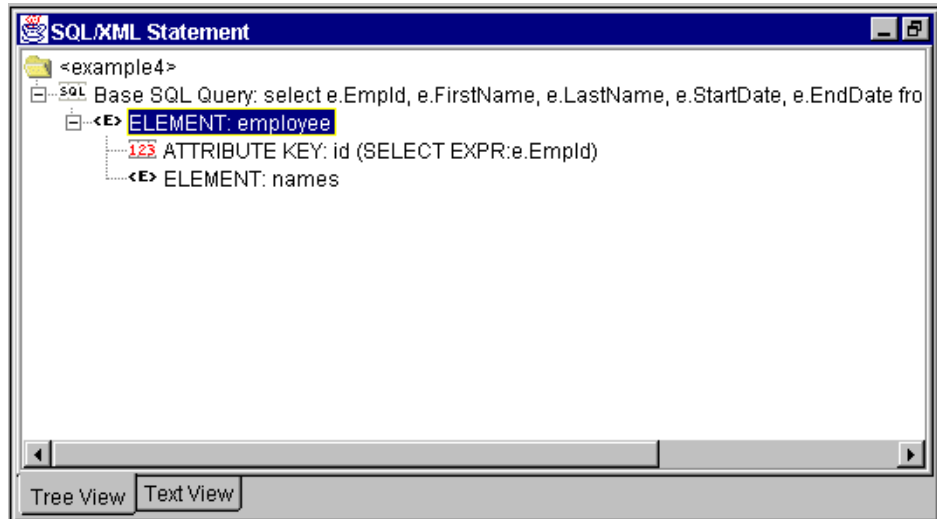 SQL/XML Statement
<example4>
SQL Base SQL Query: select e.EmpId, e.FirstName, e.LastName, e.StartDate, e.EndDate fro
<E> ELEMENT: employee
123 ATTRIBUTE KEY: id (SELECT EXPR:e.EmpId)
<E> ELEMENT: names
Tree View Text View